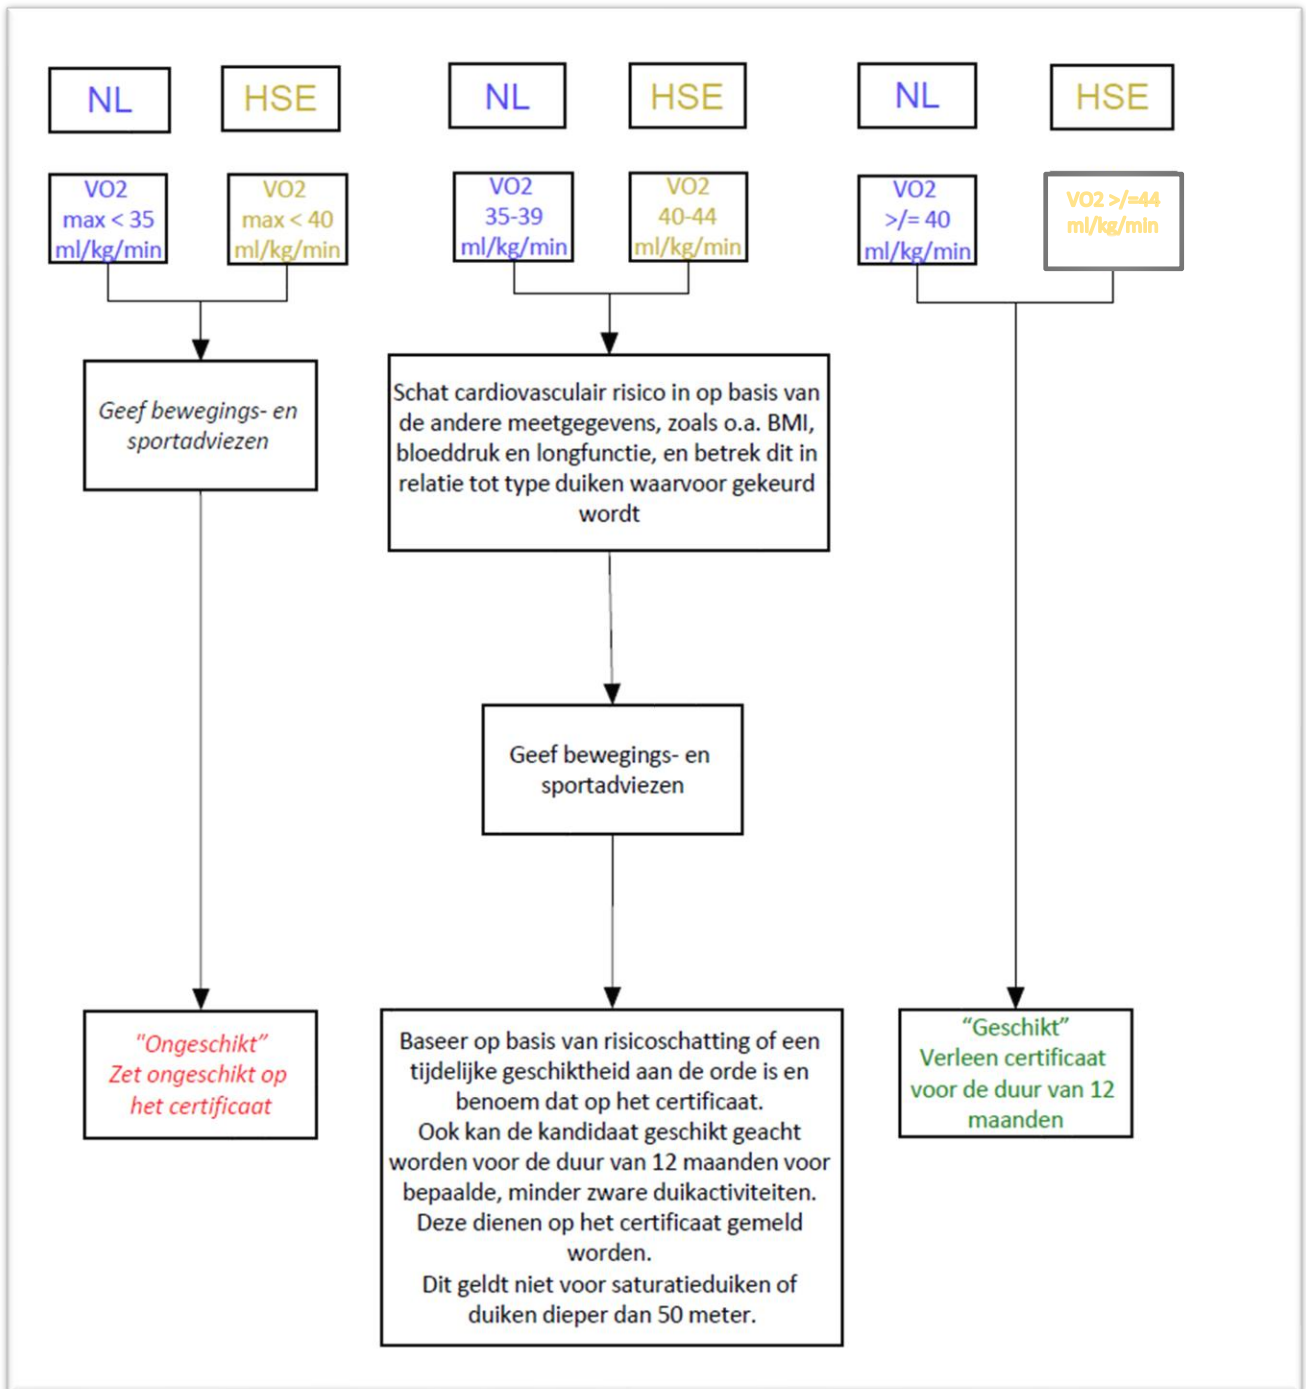 NL
HSE
NL
HSE
NL
HSE
VO2
max < 35
ml/kg/min
VO2
max < 40
ml/kg/min
VO2
35-39
ml/kg/min
VO2
40-44
ml/kg/min
VO2
>/= 40
ml/kg/min
VO2 >/=44
ml/kg/min
Geef bewegings- en
sportadviezen
Schat cardiovasculair risico in op basis van
de andere meetgegevens, zoals o.a. BMI,
bloeddruk en longfunctie, en betrek dit in
relatie tot type duiken waarvoor gekeurd
wordt
Geef bewegings- en
sportadviezen
"Ongeschikt”
Zet ongeschikt op
het certificaat
Baseer op basis van risicoschatting of een
tijdelijke geschiktheid aan de orde is en
benoem dat op het certificaat.
Ook kan de kandidaat geschikt geacht
worden voor de duur van 12 maanden voor
bepaalde, minder zware duikactiviteiten.
Deze dienen op het certificaat gemeld
worden.
Dit geldt niet voor saturatieduiken of
duiken dieper dan 50 meter.
“Geschikt”
Verleen certificaat
voor de duur van 12
maanden